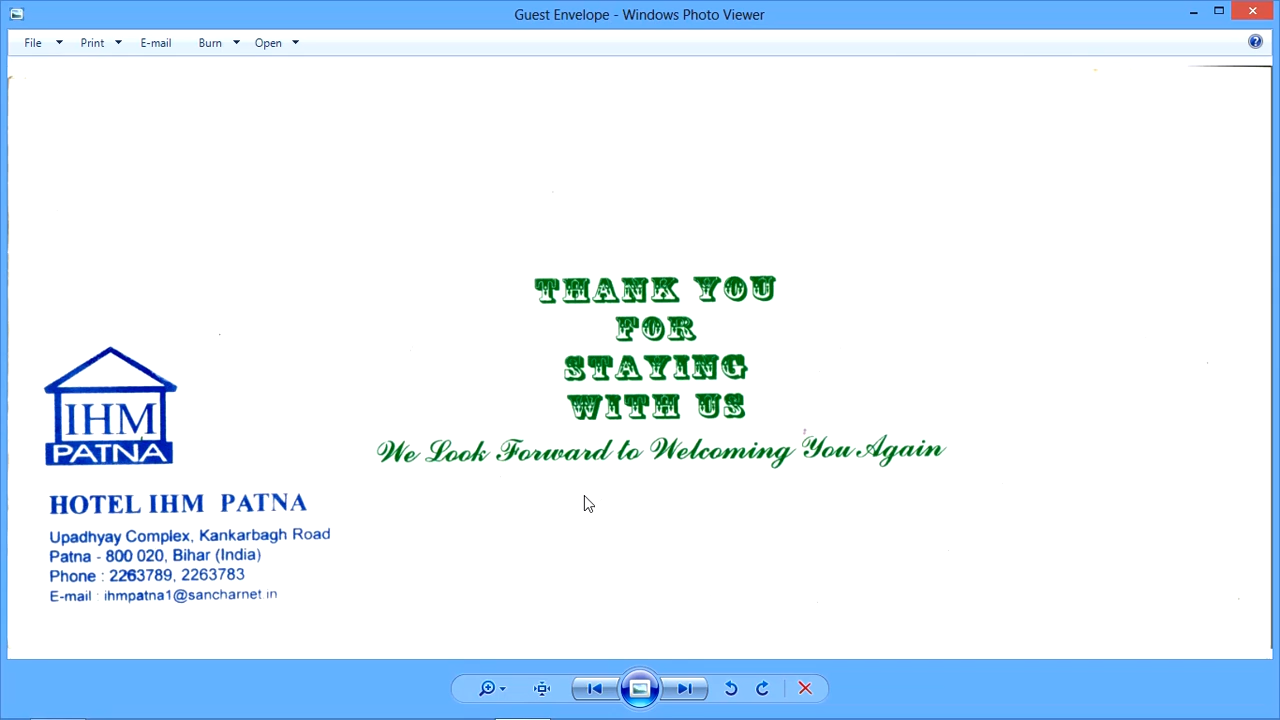 Guest Envelope - Windows Photo Viewer
File Print E-mail Burn Open
THANK YOU
FOR
STAYING
WITH US
We Look Forward to Welcoming You Again
IHM
PATNA
HOTEL IHM PATNA
Upadhyay Complex, Kankarbagh Road
Patna - 800 020, Bihar (India)
Phone : 2263789, 2263783
E-mail : ihmpatna1@sancharnet.in